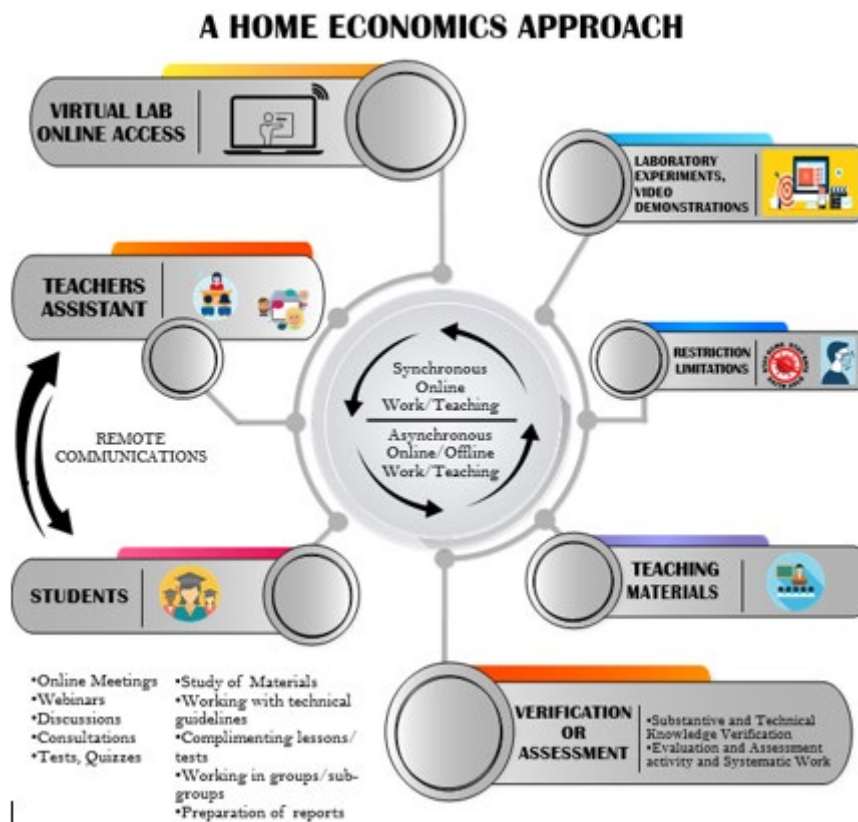 A HOME ECONOMICS APPROACH
VIRTUAL LAB
ONLINE ACCESS
LABORATORY
EXPERIMENTS,
VIDEO
DEMONSTRATIONS
TEACHERS
ASSISTANT
RESTRICTION
LIMITATIONS
Synchronous
Online
Work/Teaching
Asynchronous
Online/Offline
Work/Teaching
REMOTE
COMMUNICATIONS
STUDENTS
TEACHING
MATERIALS
•Online Meetings
•Webinars
•Discussions
•Consultations
•Tests, Quizzes
•Study of Materials
•Working with technical
guidelines
•Complimenting lessons/
tests
•Working in groups/sub-
groups
•Preparation of reports
VERIFICATION
OR
ASSESSMENT
•Substantive and Technical
Knowledge Verification
•Evaluation and Assessment
activity and Systematic Work